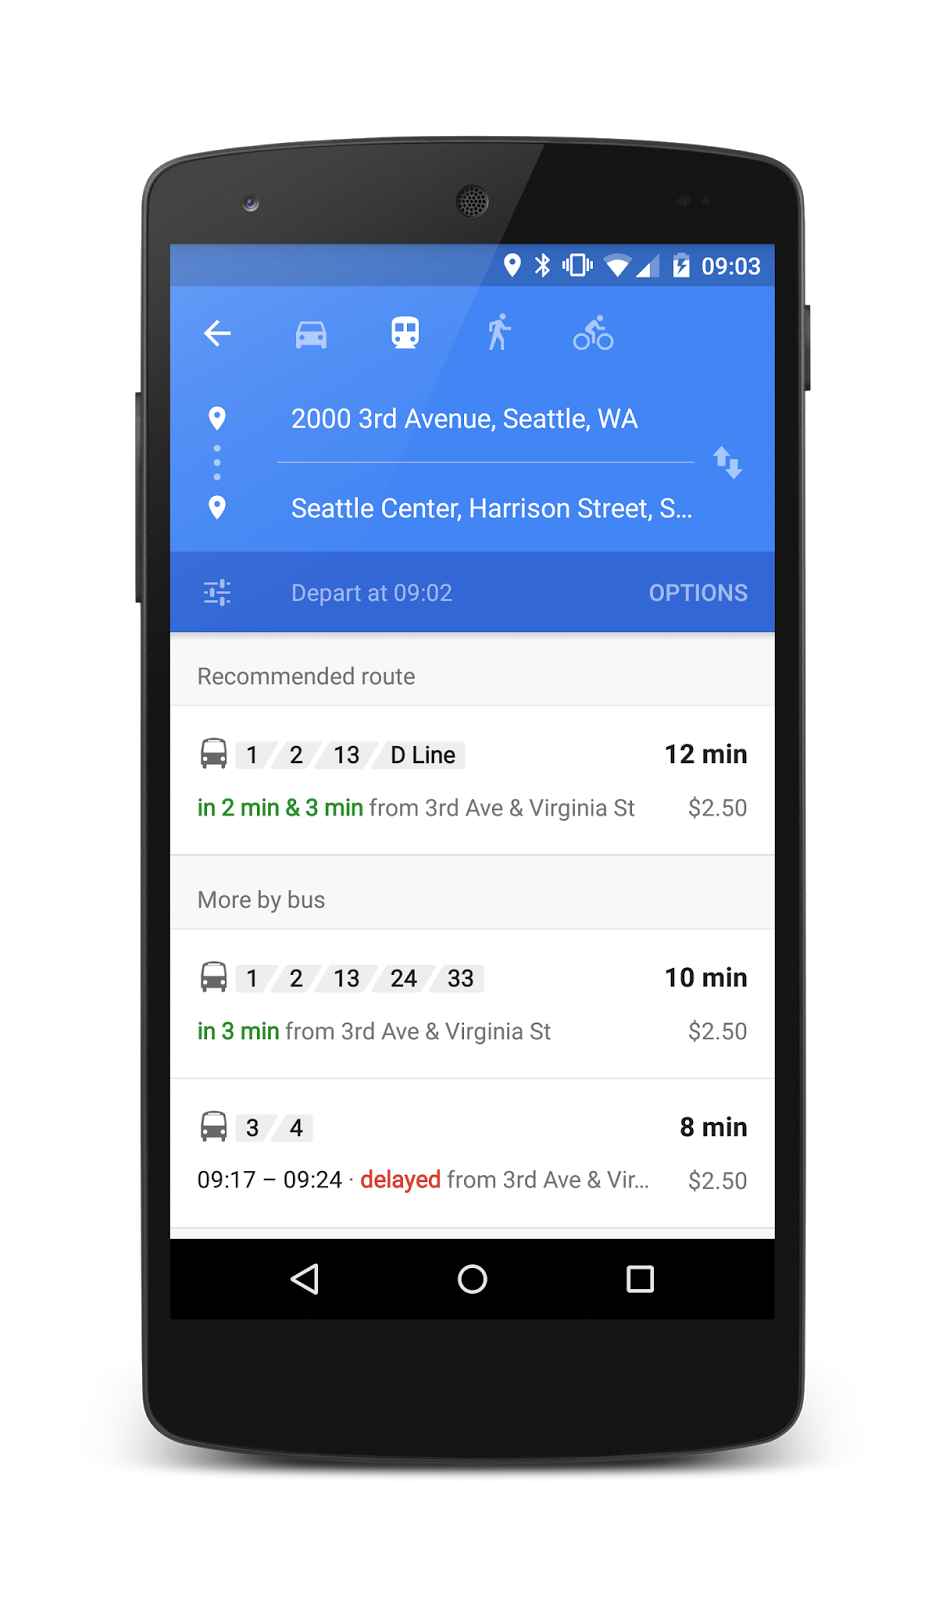 09:03
2000 3rd Avenue, Seattle, WA
Seattle Center, Harrison Street, S...
Depart at 09:02 OPTIONS
Recommended route
1 2 13 D Line 12 min
in 2 min & 3 min from 3rd Ave & Virginia St $2.50
More by bus
1 2 13 24 33 10 min
in 3 min from 3rd Ave & Virginia St $2.50
3 4 8 min
09:17 – 09:24 · delayed from 3rd Ave & Vir... $2.50